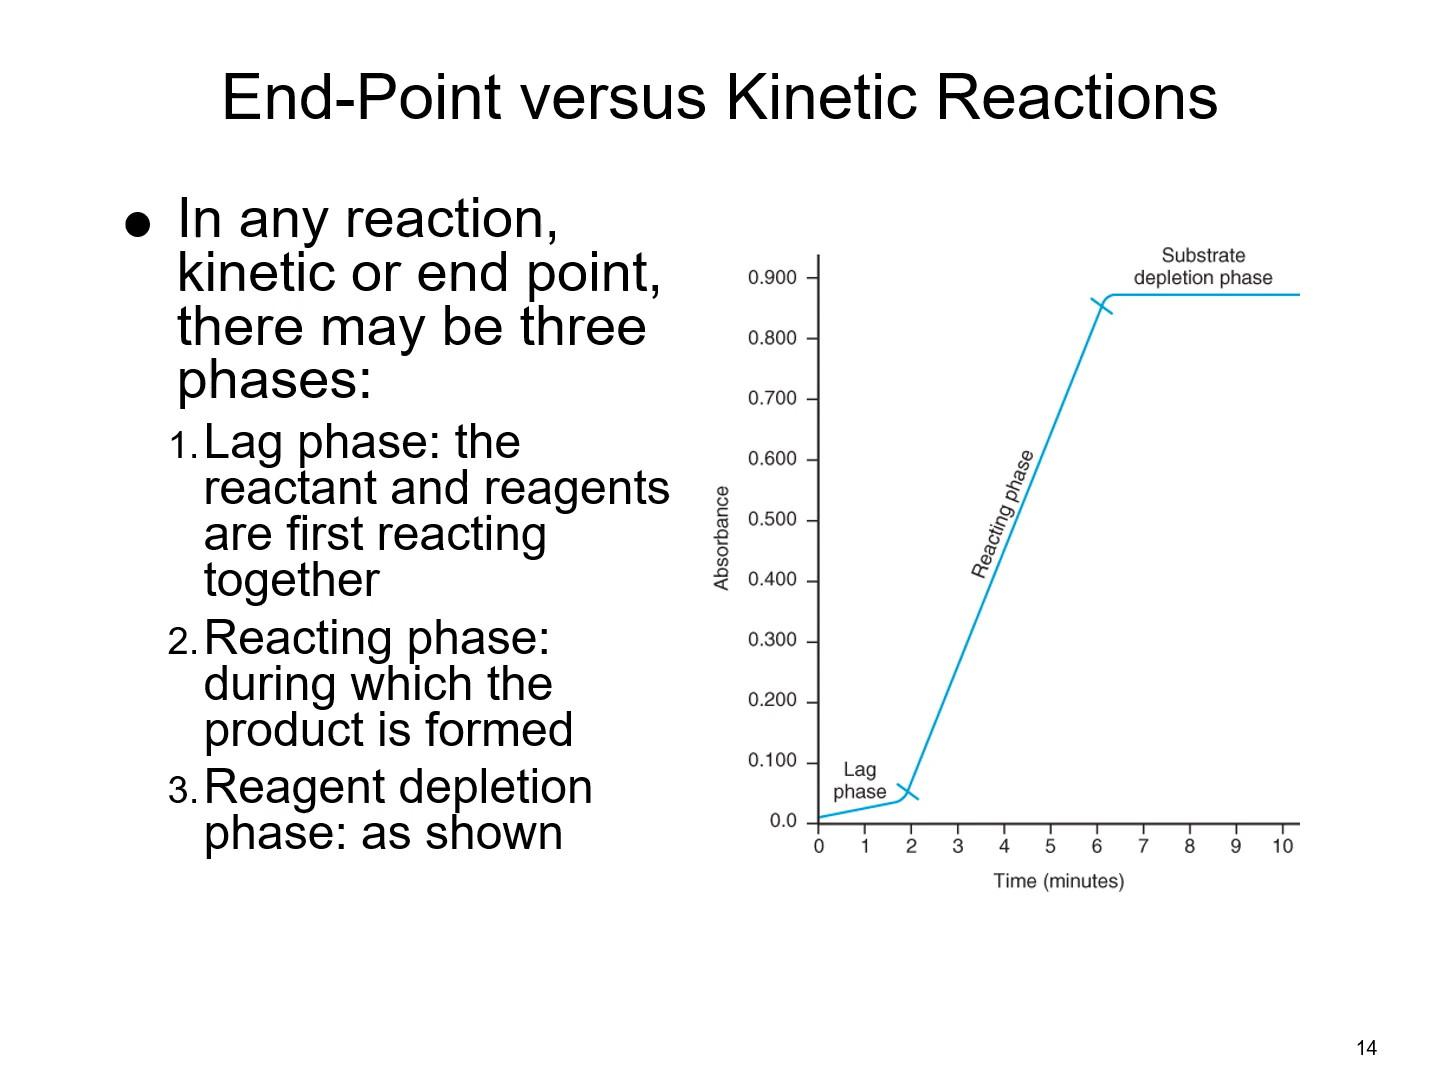 End-Point versus Kinetic Reactions
● In any reaction,
kinetic or end point,
there may be three
phases:
1. Lag phase: the
reactant and reagents
are first reacting
together
2. Reacting phase:
during which the
product is formed
3. Reagent depletion
phase: as shown
Substrate
depletion phase
0.900
0.800
0.700
0.600
0.500
0.400
0.300
0.200
0.100
0.0
Absorbance
Reacting phase
Lag
phase
0 1 2 3 4 5 6 7 8 9 10
Time (minutes)
14